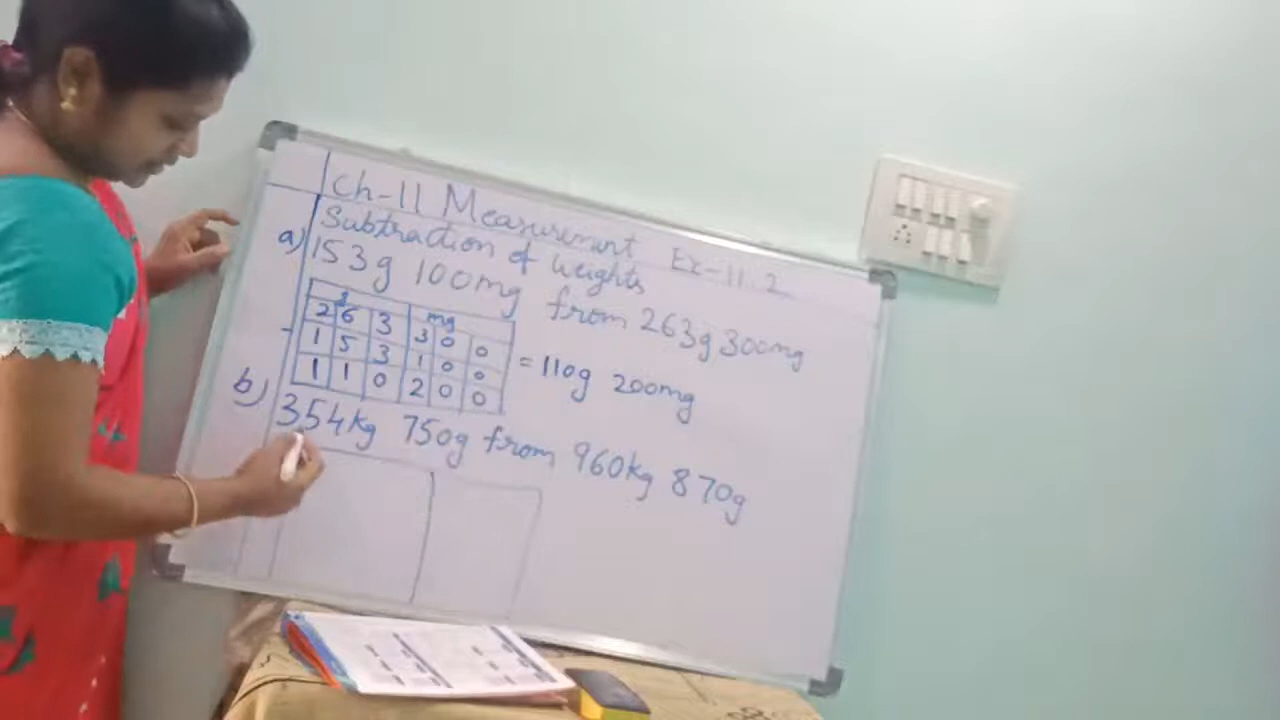 Ch-11 Measurement Ex-11.2
Subtraction of weights
a) 153g 100mg from 263g 300mg
g mg
2 6 3 3 0 0
- 1 5 3 1 0 0
1 1 0 2 0 0
= 110g 200mg
b) 354kg 750g from 960kg 870g